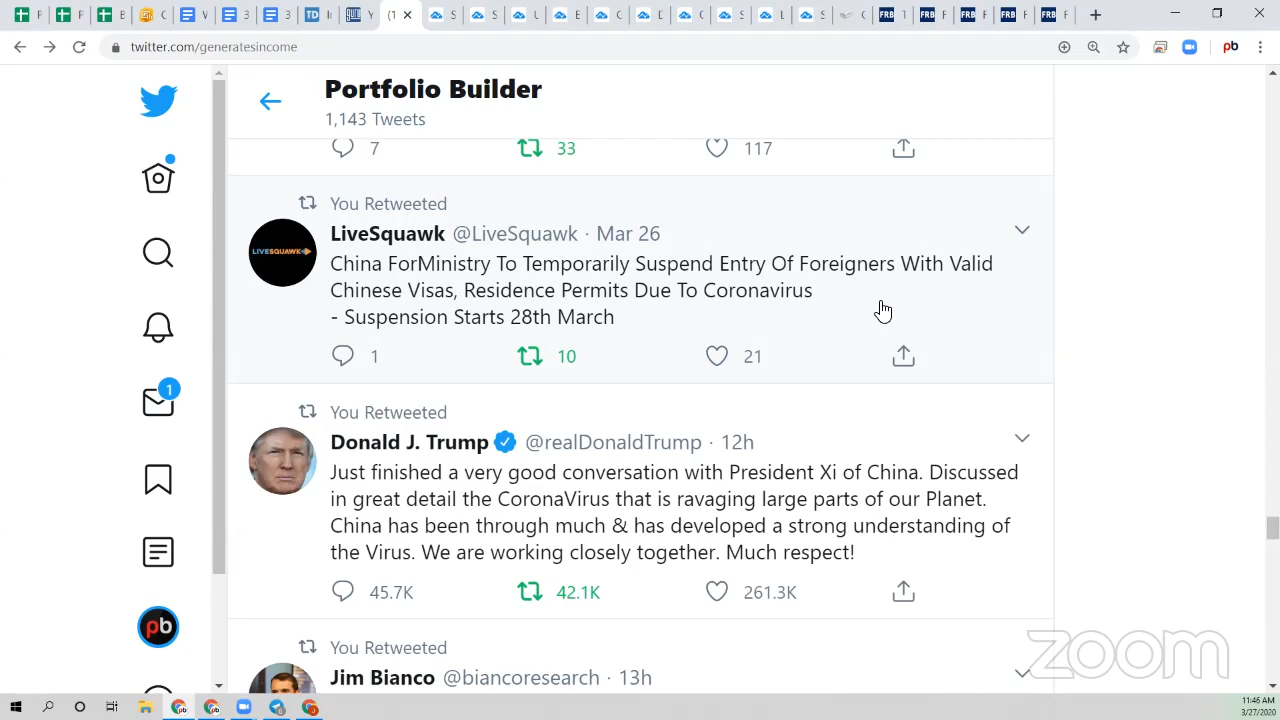 twitter.com/generatesincome
pb
Portfolio Builder
1,143 Tweets
7 33 117
You Retweeted
LiveSquawk @LiveSquawk · Mar 26
LIVESQUAWK
China ForMinistry To Temporarily Suspend Entry Of Foreigners With Valid
Chinese Visas, Residence Permits Due To Coronavirus
- Suspension Starts 28th March
1 10 21
1
You Retweeted
Donald J. Trump @realDonaldTrump · 12h
Just finished a very good conversation with President Xi of China. Discussed
in great detail the CoronaVirus that is ravaging large parts of our Planet.
China has been through much & has developed a strong understanding of
the Virus. We are working closely together. Much respect!
45.7K 42.1K 261.3K
pb
You Retweeted
Jim Bianco @biancoresearch · 13h
zoom
11:46 AM
3/27/2020